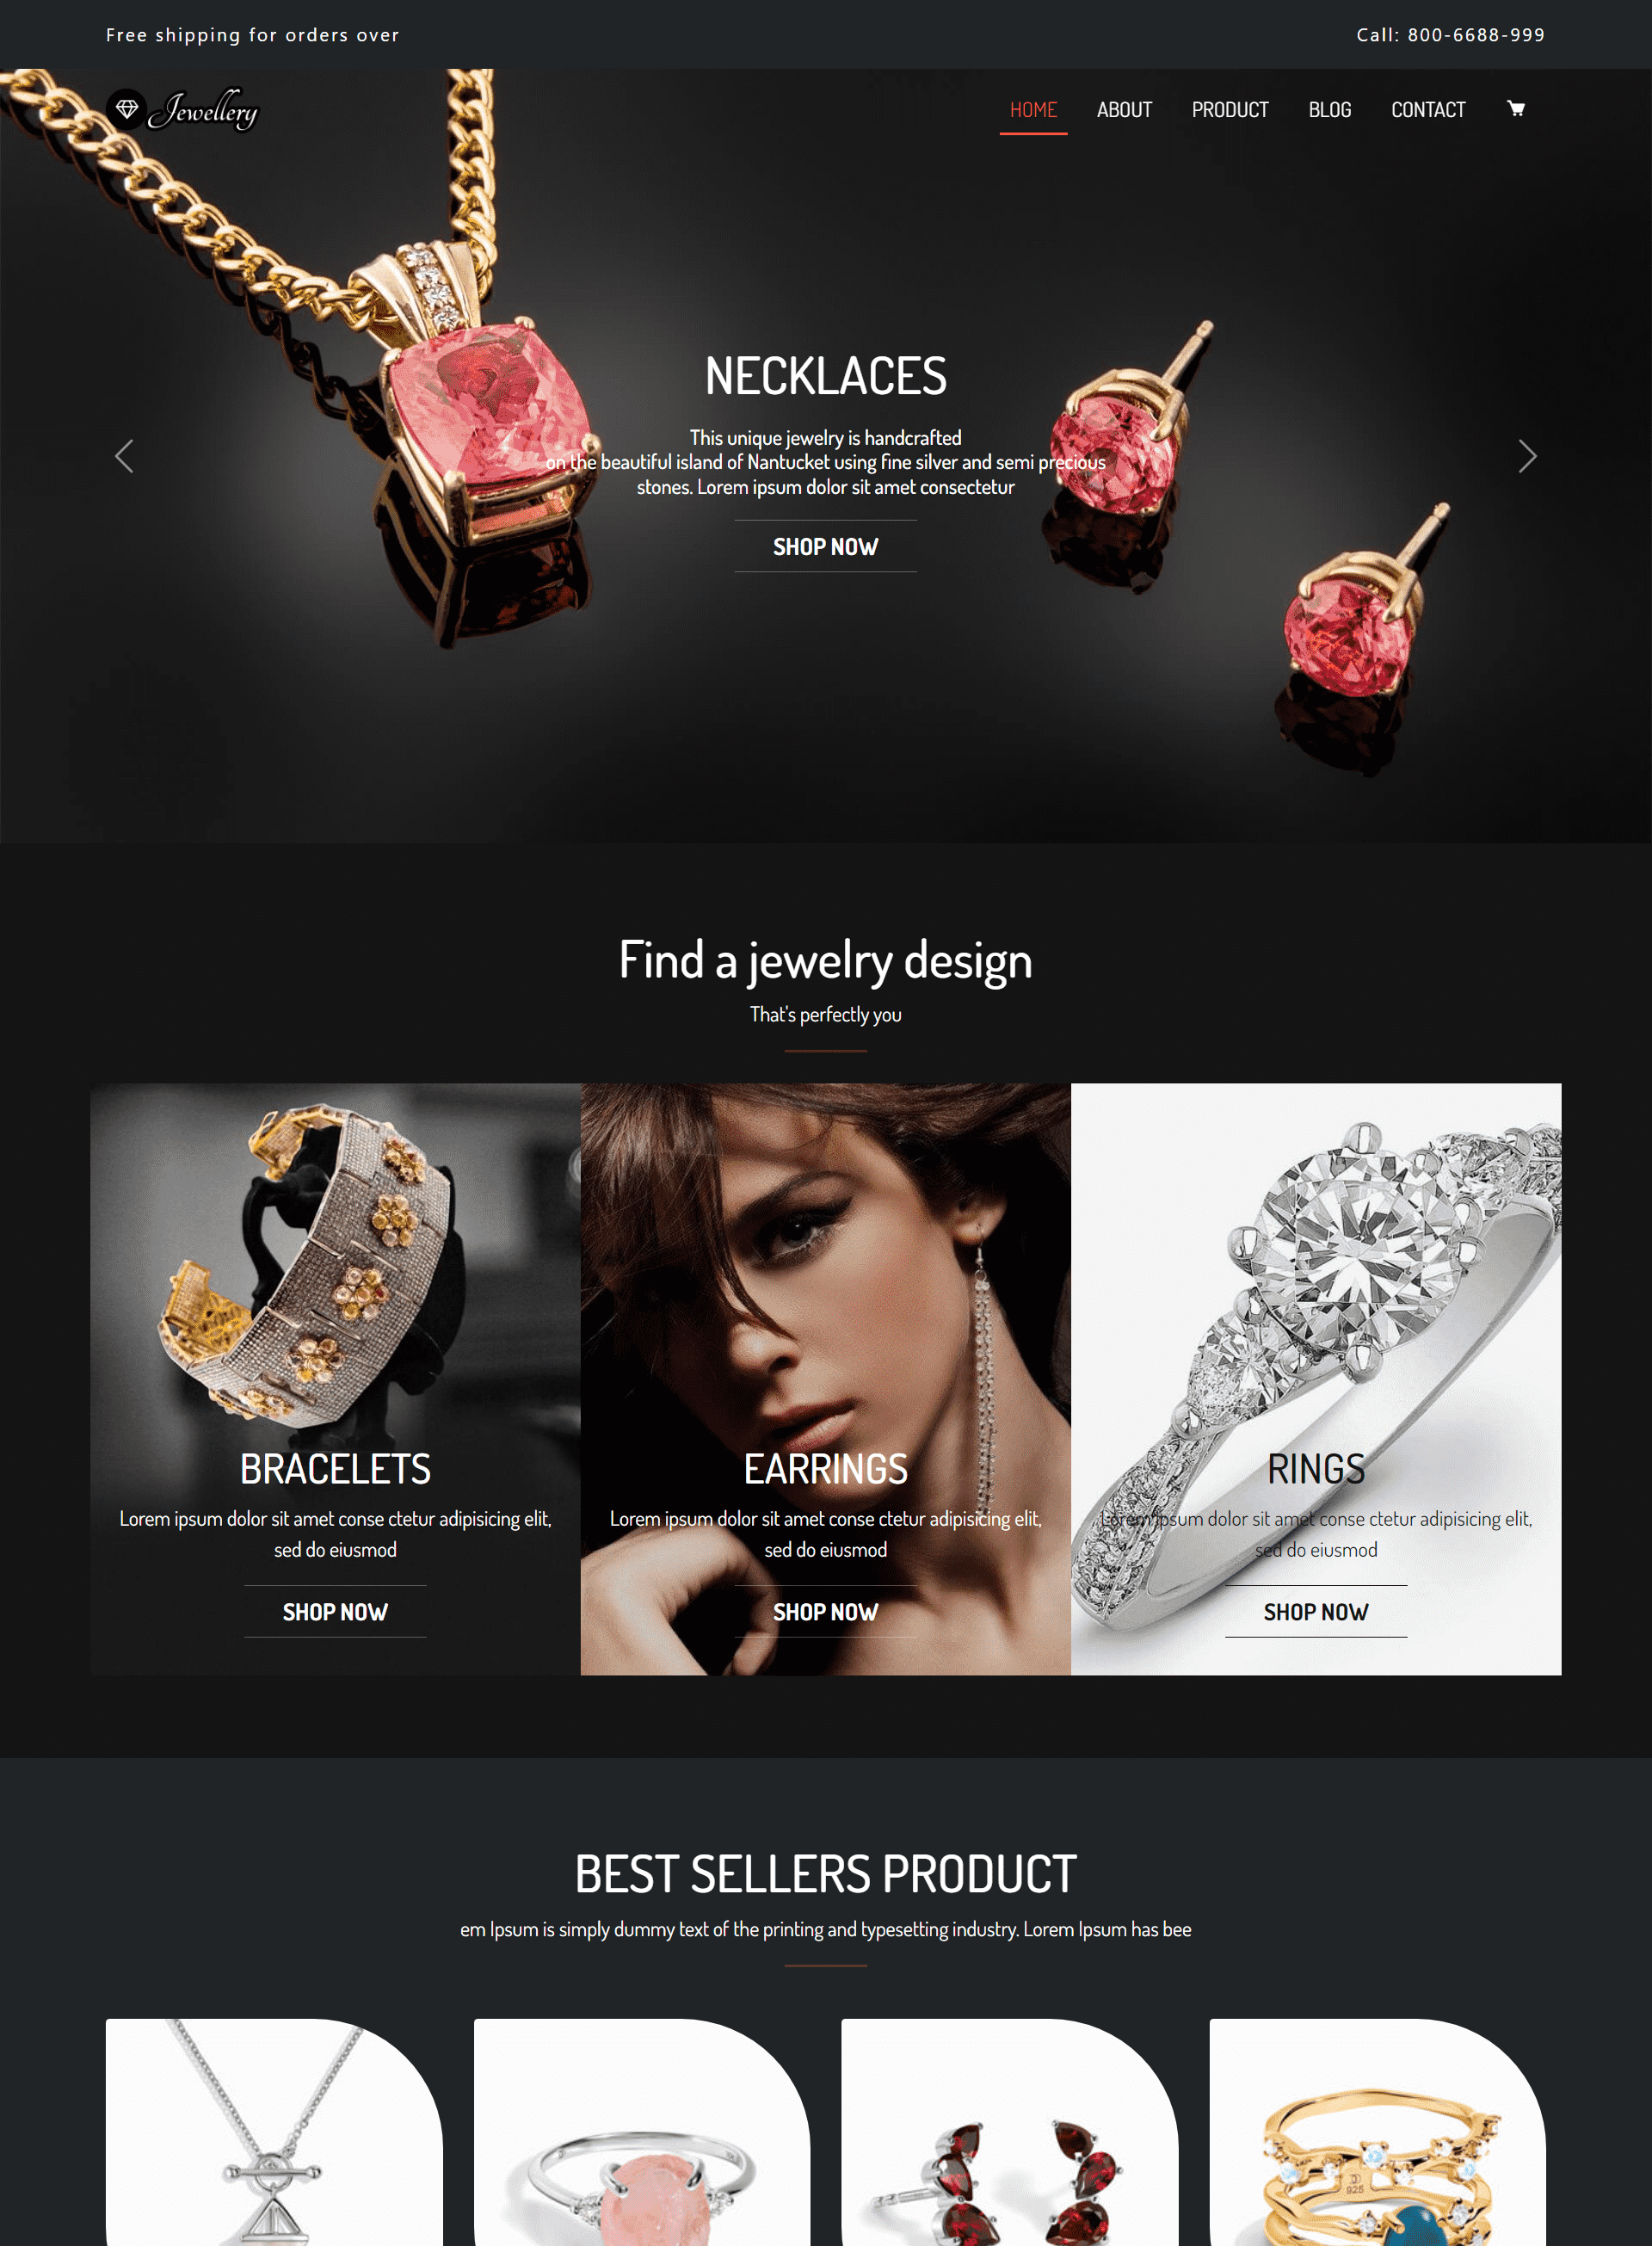 Free shipping for orders over
Call: 800-6688-999
Jewellery
HOME
ABOUT
PRODUCT
BLOG
CONTACT
NECKLACES
This unique jewelry is handcrafted
on the beautiful island of Nantucket using fine silver and semi precious
stones. Lorem ipsum dolor sit amet consectetur
SHOP NOW
Find a jewelry design
That's perfectly you
BRACELETS
Lorem ipsum dolor sit amet conse ctetur adipisicing elit,
sed do eiusmod
SHOP NOW
EARRINGS
Lorem ipsum dolor sit amet conse ctetur adipisicing elit,
sed do eiusmod
SHOP NOW
RINGS
Lorem ipsum dolor sit amet conse ctetur adipisicing elit,
sed do eiusmod
SHOP NOW
BEST SELLERS PRODUCT
em Ipsum is simply dummy text of the printing and typesetting industry. Lorem Ipsum has bee
925